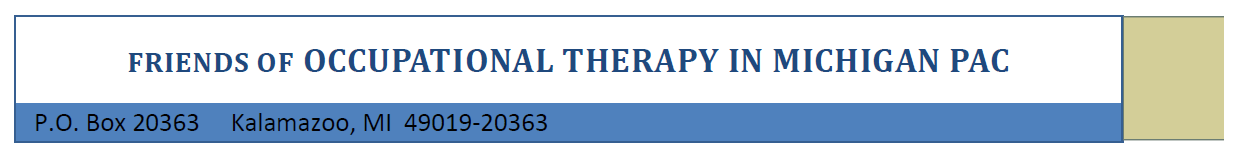 FRIENDS OF OCCUPATIONAL THERAPY IN MICHIGAN PAC
P.O. Box 20363 Kalamazoo, MI 49019-20363